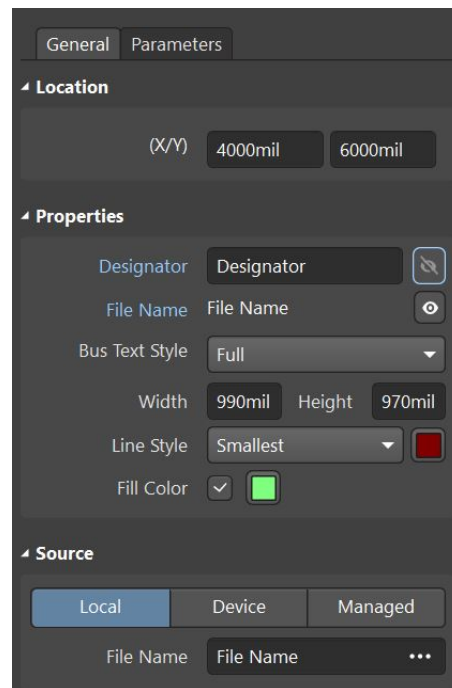 General Parameters
Location
(X/Y) 4000mil 6000mil
Properties
Designator Designator
File Name File Name
Bus Text Style Full
Width 990mil Height 970mil
Line Style Smallest
Fill Color
Source
Local Device Managed
File Name File Name •••